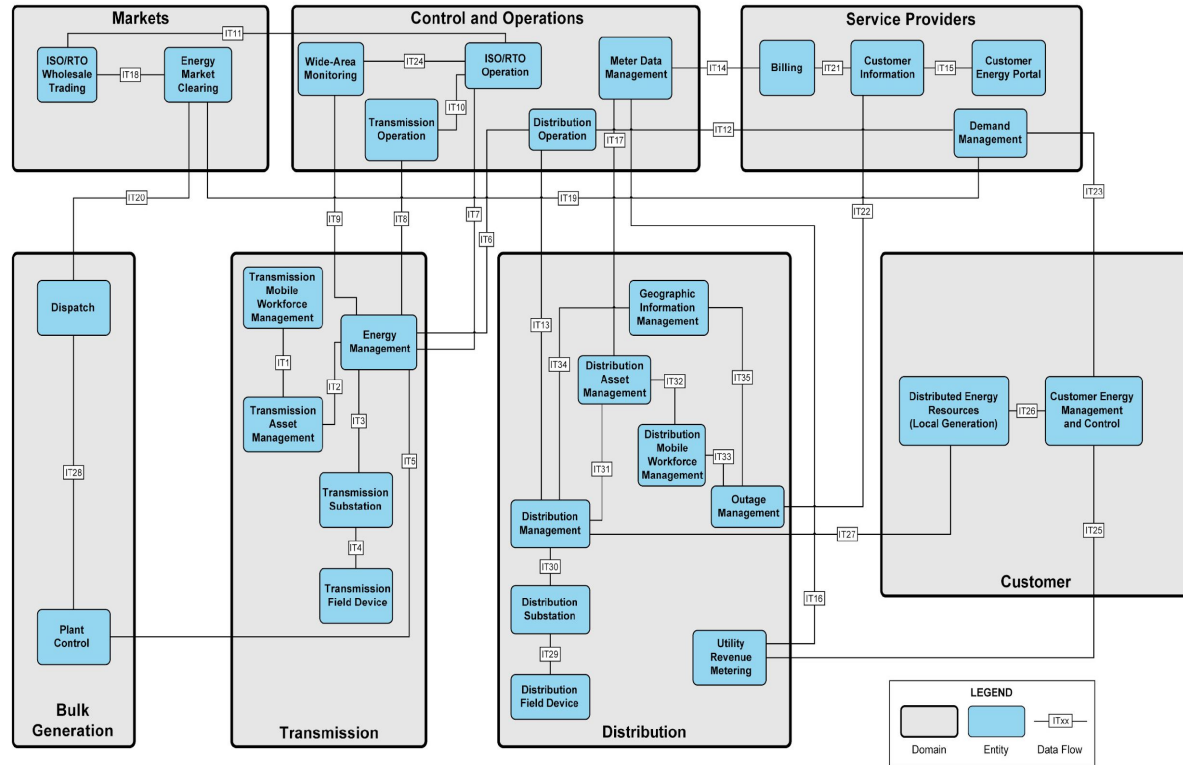 Markets
Control and Operations
Service Providers
IT11
ISO/RTO
Wholesale
Trading
IT18
Energy
Market
Clearing
Wide-Area
Monitoring
IT24
ISO/RTO
Operation
IT10
Transmission
Operation
Distribution
Operation
Meter Data
Management
IT17
IT14
Billing
IT21
Customer
Information
IT15
Customer
Energy Portal
IT12
Demand
Management
IT20
IT9
IT8
IT7
IT6
IT19
IT22
IT23
Dispatch
IT28
Plant
Control
Bulk
Generation
Transmission
Mobile
Workforce
Management
IT1
IT2
Transmission
Asset
Management
Energy
Management
IT3
IT5
Transmission
Substation
IT4
Transmission
Field Device
Transmission
IT13
IT34
Geographic
Information
Management
IT35
Distribution
Asset
Management
IT32
IT31
Distribution
Mobile
Workforce
Management
IT33
Outage
Management
Distribution
Management
IT30
Distribution
Substation
IT29
Distribution
Field Device
Utility
Revenue
Metering
IT16
Distribution
IT27
Distributed Energy
Resources
(Local Generation)
IT26
Customer Energy
Management
and Control
IT25
Customer
LEGEND
ITxx
Domain
Entity
Data Flow